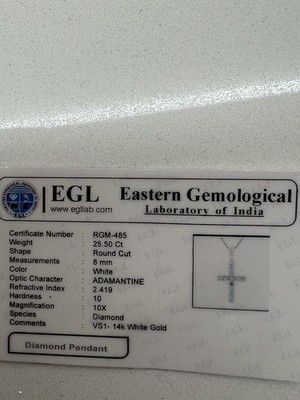 EGL Eastern Gemological
www.egllab.com Laboratory of India
EGL
Certificate Number : RGM-485
Weight : 25.50 Ct
Shape : Round Cut
Measurements : 8 mm
Color : White
Optic Character : ADAMANTINE
Refractive Index : 2.419
Hardness : 10
Magnification : 10X
Species : Diamond
Comments : VS1- 14k White Gold
Diamond Pendant